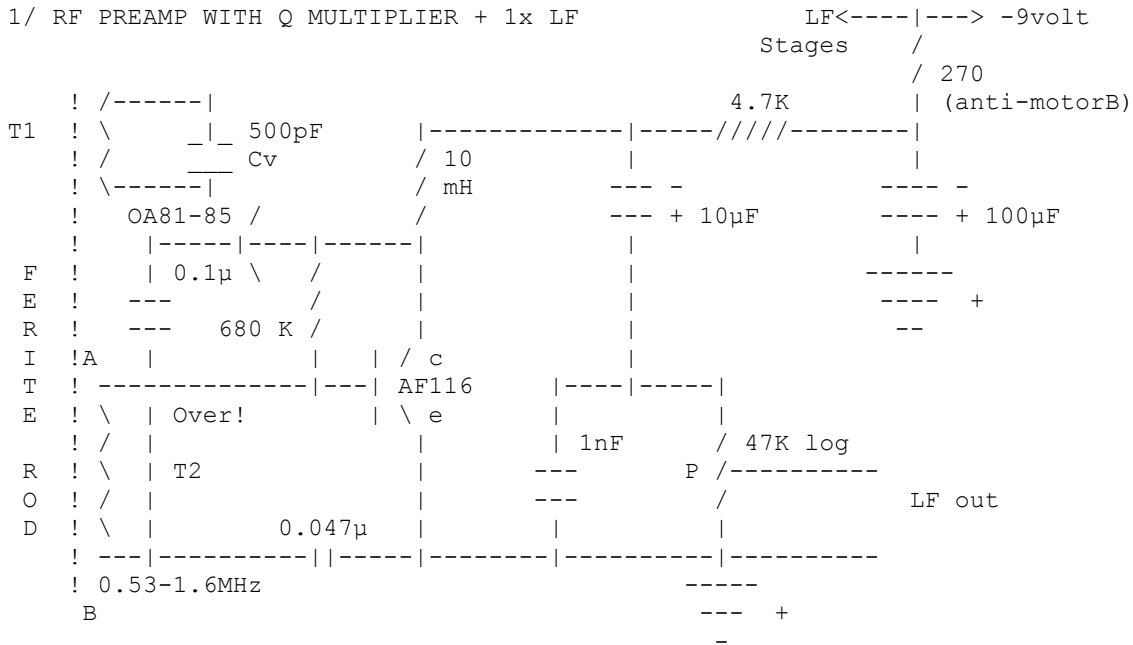 1/ RF PREAMP WITH Q MULTIPLIER + 1x LF LF<----|---> -9volt
Stages /
/ 270
! /------| 4.7K | (anti-motorB)
T1 ! \ _|_ 500pF |-------------|-----/////--------|
! / ___ Cv / 10 | |
! \------| / mH --- - ---- -
! OA81-85 / / --- + 10µF ---- + 100µF
! |-----|----|------| | |
F ! | 0.1µ \ / | | ------
E ! --- / | | ---- +
R ! --- 680 K / | | --
I !A | | | / c |
T ! --------------|---| AF116 |----|-----|
E ! \ | Over! | \ e | |
! / | | | 1nF / 47K log
R ! \ | T2 | --- P /----------
O ! / | | --- / LF out
D ! \ | 0.047µ | | |
! ---|----------||-----|--------|----------|----------
! 0.53-1.6MHz -----
B --- +
-